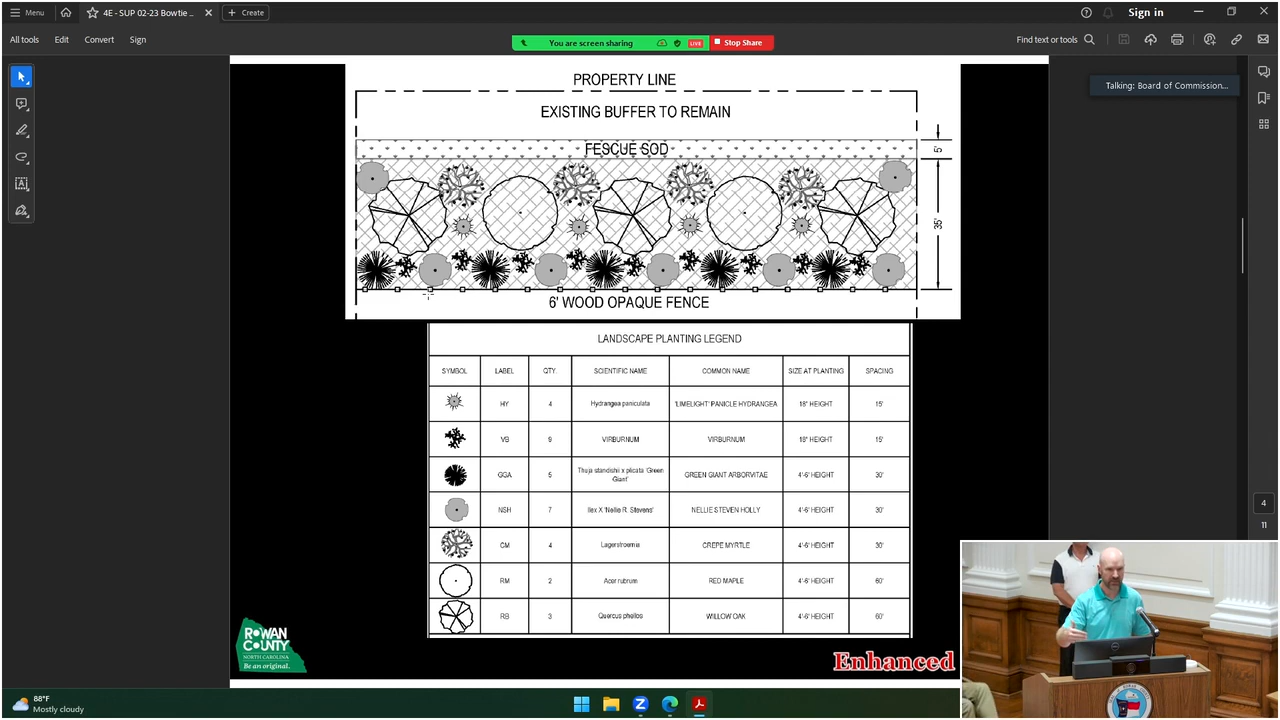 Menu
4E - SUP 02-23 Bowtie ...
Create
Sign in
All tools
Edit
Convert
Sign
You are screen sharing
LIVE
Stop Share
Find text or tools
Talking: Board of Commission...
PROPERTY LINE
EXISTING BUFFER TO REMAIN
FESCUE SOD
5'
35'
6' WOOD OPAQUE FENCE
LANDSCAPE PLANTING LEGEND
SYMBOL LABEL QTY. SCIENTIFIC NAME COMMON NAME SIZE AT PLANTING SPACING
HY 4 Hydrangea paniculata 'LIMELIGHT' PANICLE HYDRANGEA 18" HEIGHT 15'
VB 9 VIRBURNUM VIRBURNUM 18" HEIGHT 15'
GGA 5 Thuja standishii x plicata 'Green Giant' GREEN GIANT ARBORVITAE 4'-6' HEIGHT 30'
NSH 7 Ilex X 'Nellie R. Stevens' NELLIE STEVEN HOLLY 4'-6' HEIGHT 30'
CM 4 Lagerstroemia CREPE MYRTLE 4'-6' HEIGHT 30'
RM 2 Acer rubrum RED MAPLE 4'-6' HEIGHT 60'
RB 3 Quercus phellos WILLOW OAK 4'-6' HEIGHT 60'
4
11
ROWAN
COUNTY
NORTH CAROLINA
Be an original.
Enhanced
88°F
Mostly cloudy